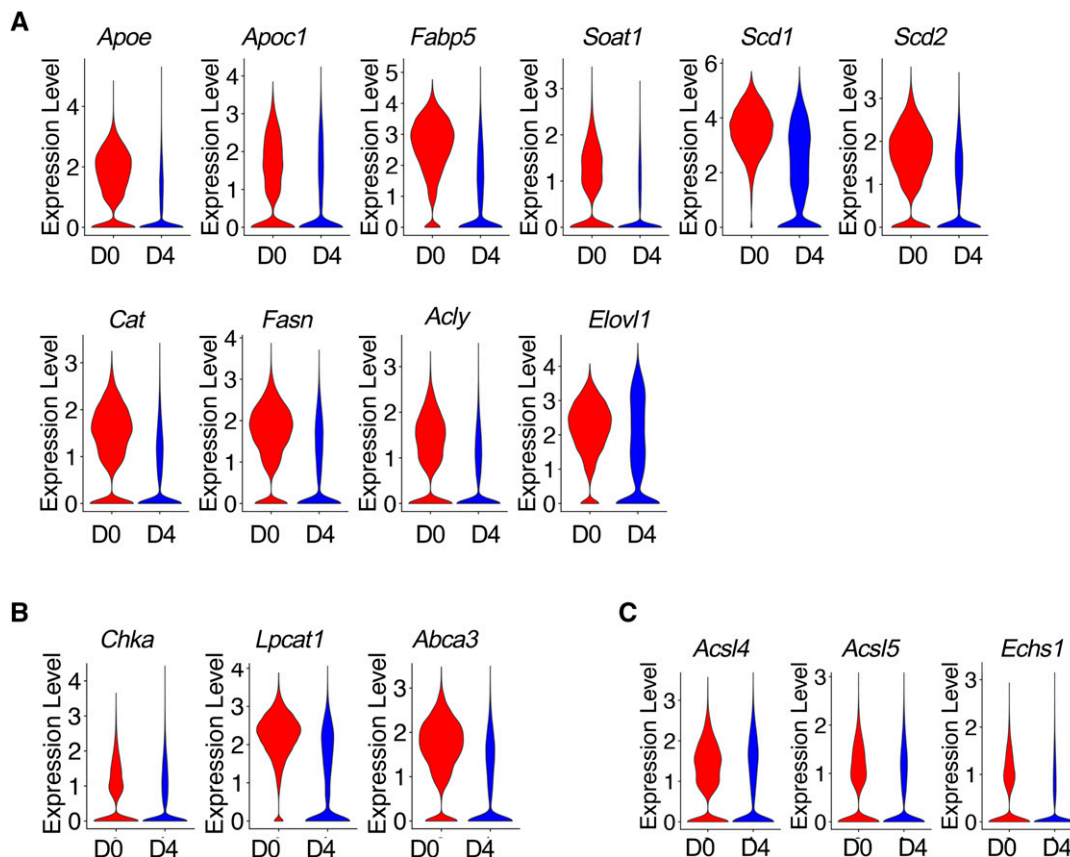 A
Apoe Apoc1 Fabp5 Soat1 Scd1 Scd2
Expression Level 4 2 0 D0 D4
Expression Level 4 3 2 1 0 D0 D4
Expression Level 5 4 3 2 1 0 D0 D4
Expression Level 3 2 1 0 D0 D4
Expression Level 6 4 2 0 D0 D4
Expression Level 3 2 1 0 D0 D4
Cat Fasn Acly Elovl1
Expression Level 3 2 1 0 D0 D4
Expression Level 4 3 2 1 0 D0 D4
Expression Level 3 2 1 0 D0 D4
Expression Level 4 3 2 1 0 D0 D4
B
Chka Lpcat1 Abca3
Expression Level 4 3 2 1 0 D0 D4
Expression Level 4 3 2 1 0 D0 D4
Expression Level 3 2 1 0 D0 D4
C
Acsl4 Acsl5 Echs1
Expression Level 3 2 1 0 D0 D4
Expression Level 3 2 1 0 D0 D4
Expression Level 3 2 1 0 D0 D4